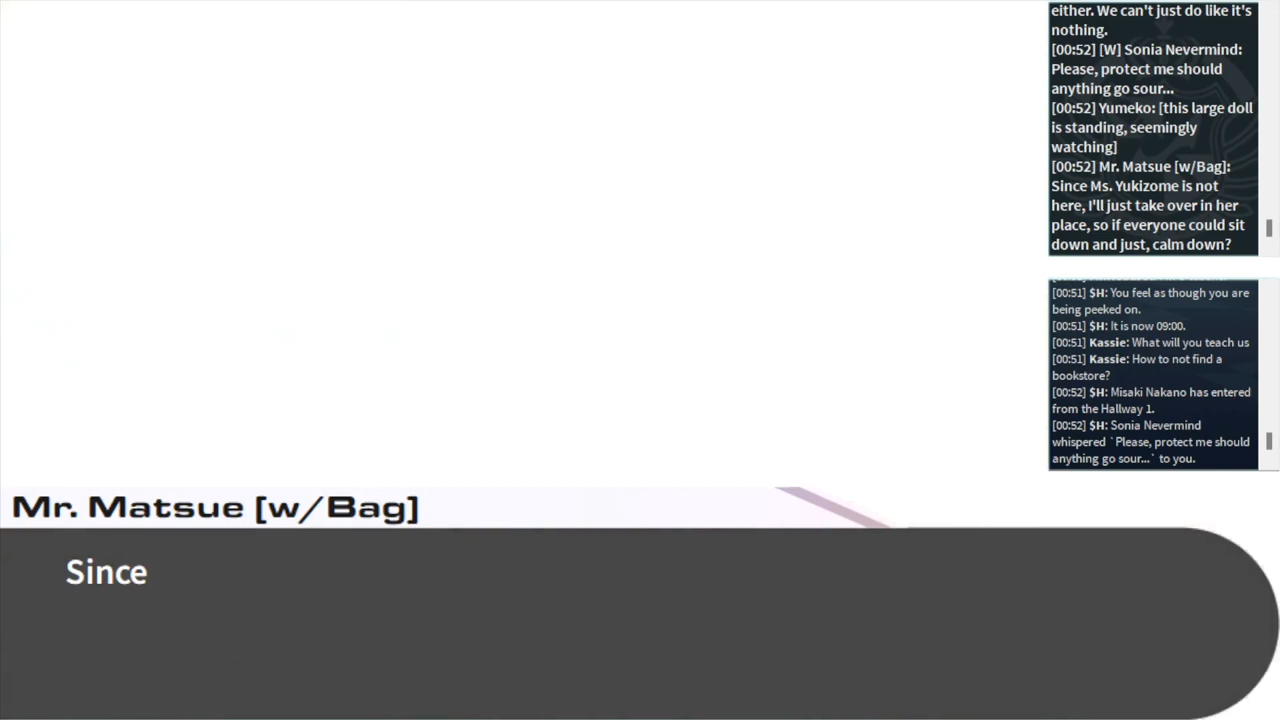 either. We can't just do like it's
nothing.
[00:52] [W] Sonia Nevermind:
Please, protect me should
anything go sour...
[00:52] Yumeko: [this large doll
is standing, seemingly
watching]
[00:52] Mr. Matsue [w/Bag]:
Since Ms. Yukizome is not
here, I'll just take over in her
place, so if everyone could sit
down and just, calm down?
[00:51] $H: You feel as though you are
being peeked on.
[00:51] $H: It is now 09:00.
[00:51] Kassie: What will you teach us
[00:51] Kassie: How to not find a
bookstore?
[00:52] $H: Misaki Nakano has entered
from the Hallway 1.
[00:52] $H: Sonia Nevermind
whispered `Please, protect me should
anything go sour...` to you.
Mr. Matsue [w/Bag]
Since